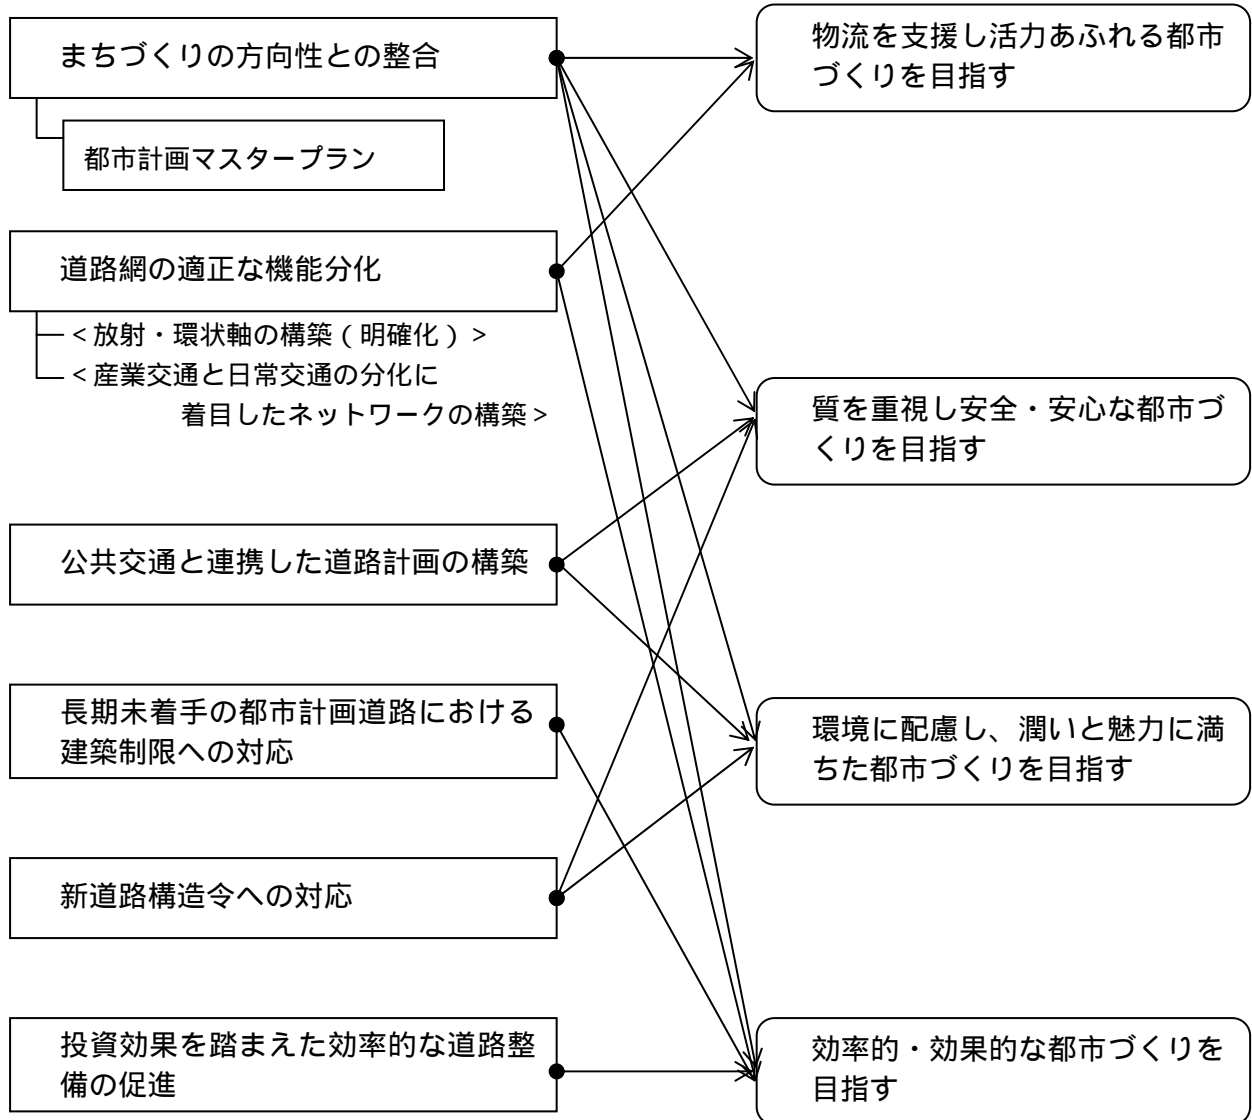 まちづくりの方向性との整合
都市計画マスタープラン
道路網の適正な機能分化
<放射・環状軸の構築(明確化)>
<産業交通と日常交通の分化に
着目したネットワークの構築>
公共交通と連携した道路計画の構築
長期未着手の都市計画道路における
建築制限への対応
新道路構造令への対応
投資効果を踏まえた効率的な道路整
備の促進
物流を支援し活力あふれる都市
づくりを目指す
質を重視し安全・安心な都市づ
くりを目指す
環境に配慮し、潤いと魅力に満
ちた都市づくりを目指す
効率的・効果的な都市づくりを
目指す